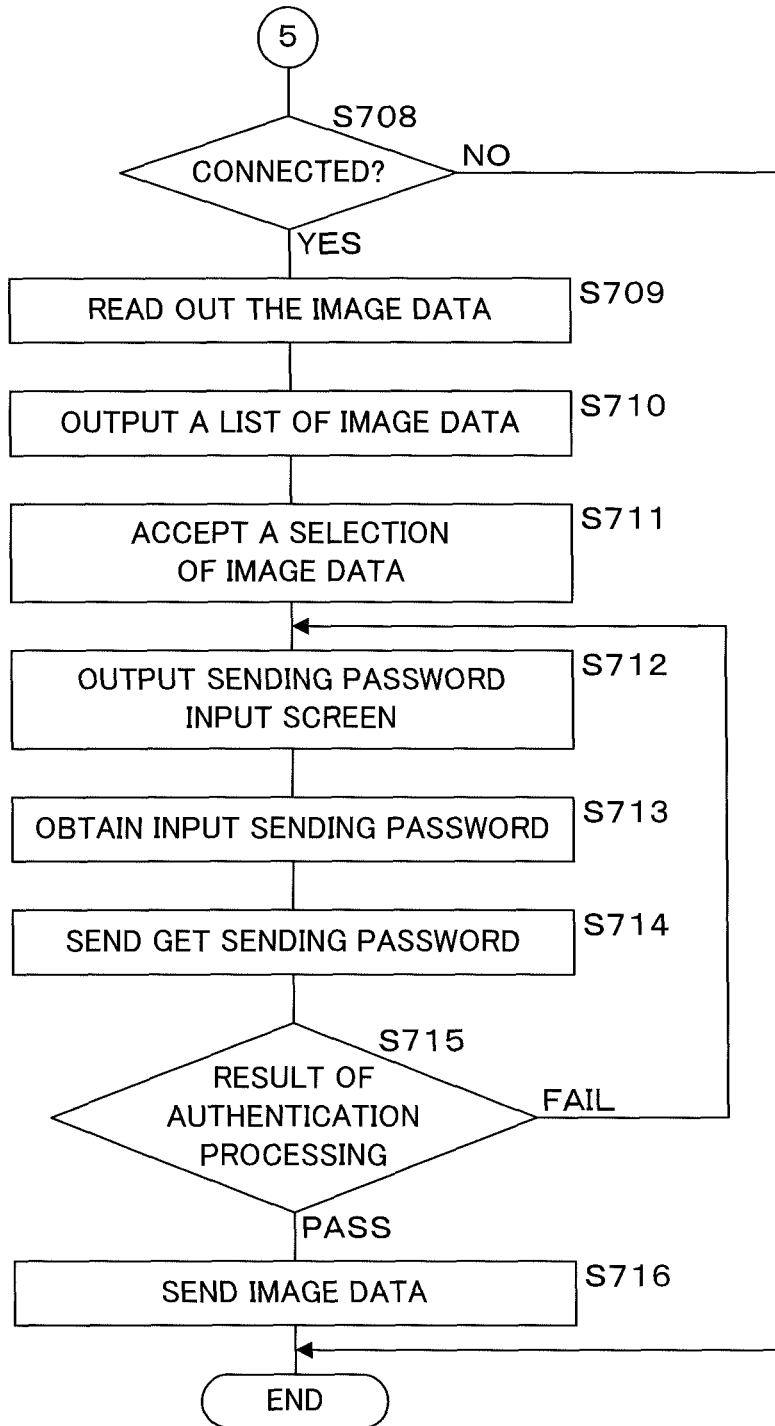 5
S708
CONNECTED?
NO
YES
READ OUT THE IMAGE DATA
S709
OUTPUT A LIST OF IMAGE DATA
S710
ACCEPT A SELECTION
OF IMAGE DATA
S711
OUTPUT SENDING PASSWORD
INPUT SCREEN
S712
OBTAIN INPUT SENDING PASSWORD
S713
SEND GET SENDING PASSWORD
S714
S715
RESULT OF
AUTHENTICATION
PROCESSING
FAIL
PASS
SEND IMAGE DATA
S716
END